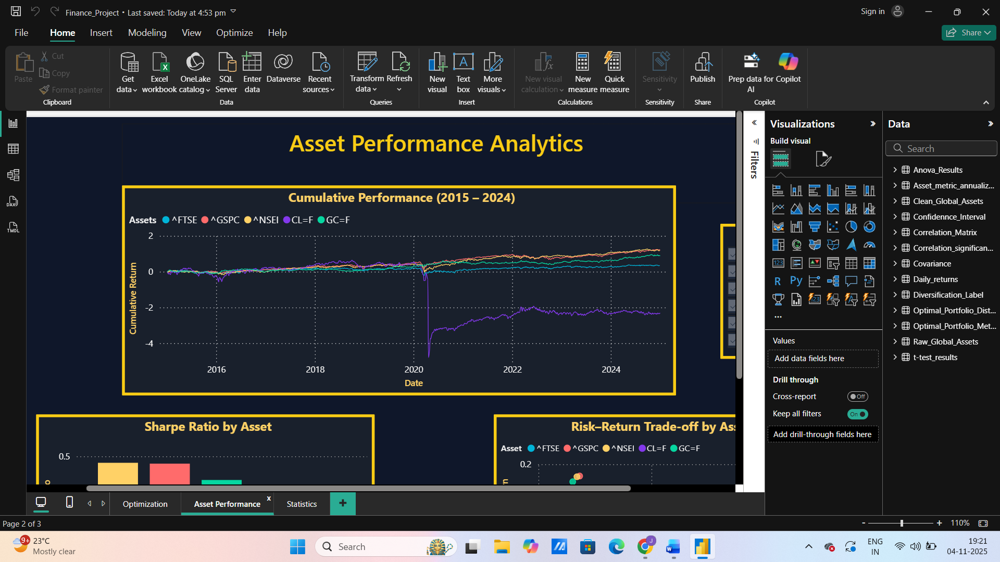 Finance_Project • Last saved: Today at 4:53 pm
Sign in
File Home Insert Modeling View Optimize Help
Share
Paste
Cut
Copy
Format painter
Clipboard
Get data
Excel workbook
OneLake catalog
SQL Server
Enter data
Dataverse
Recent sources
Data
Transform data
Refresh
Queries
New visual
Text box
More visuals
Insert
New visual calculation
New measure
Quick measure
Calculations
Sensitivity
Sensitivity
Publish
Share
Prep data for AI
Copilot
Copilot
DAX
TMDL
Asset Performance Analytics
Cumulative Performance (2015 – 2024)
Assets ^FTSE ^GSPC ^NSEI CL=F GC=F
Cumulative Return
2
0
-2
-4
2016 2018 2020 2022 2024
Date
Sharpe Ratio by Asset
0.5
Risk–Return Trade-off by As
Asset ^FTSE ^GSPC ^NSEI CL=F GC=F
0.2
Filters
Visualizations
Build visual
123
R
Py
123
...
Values
Add data fields here
Drill through
Cross-report
Off
Keep all filters
On
Add drill-through fields here
Data
Search
Anova_Results
Asset_metric_annualiz...
Clean_Global_Assets
Confidennce_Interval
Correlation_Matrix
Correlation_significan...
Covariance
Daily_returns
Diversification_Label
Optimal_Portfolio_Dist...
Optimal_Portfolio_Met...
Raw_Global_Assets
t-test_results
Optimization
Asset Performance
x
Statistics
+
Page 2 of 3
- + 110%
9+
23°C
Mostly clear
Search
J
W
ENG
IN
19:21
04-11-2025